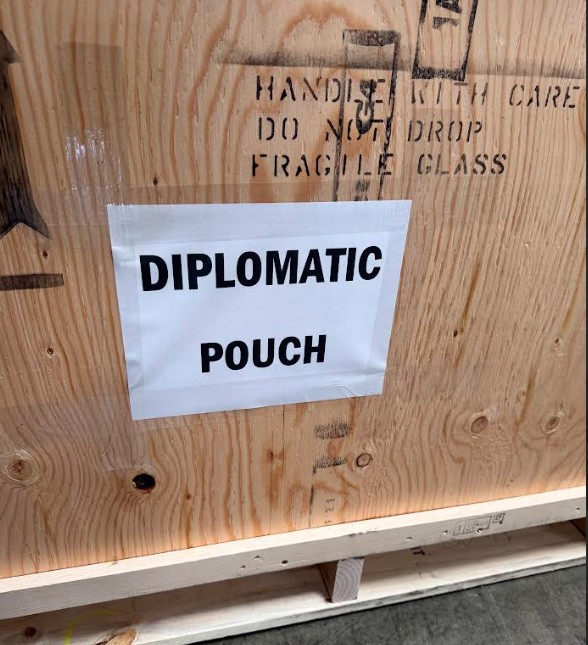 HANDLE WITH CARE
DO NOT DROP
FRAGILE GLASS
DIPLOMATIC
POUCH